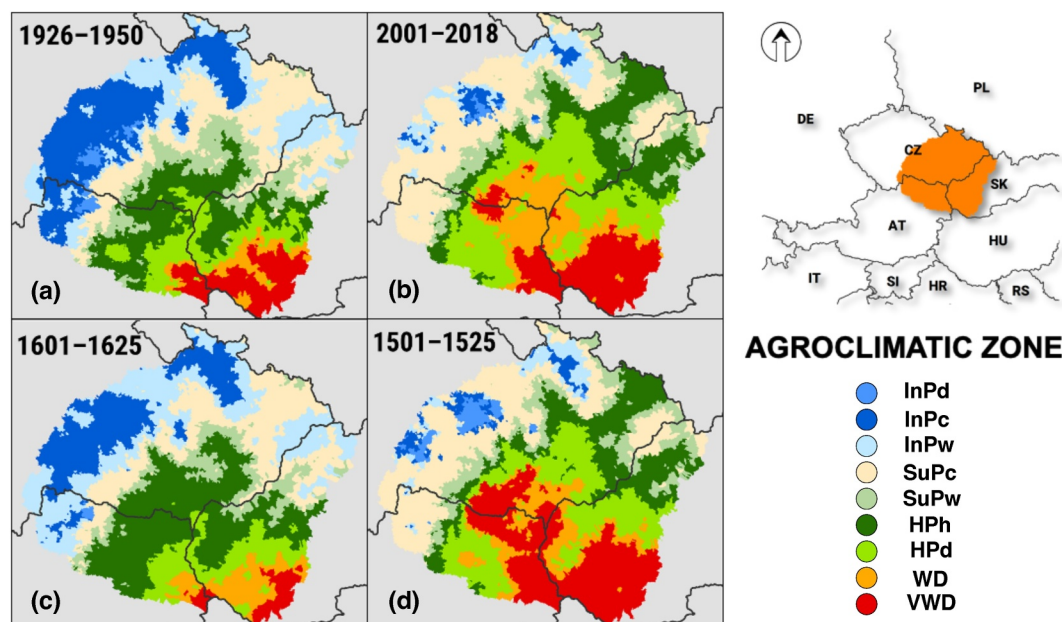 1926–1950
(a)
2001–2018
(b)
1601–1625
(c)
1501–1525
(d)
PL
DE
CZ
SK
AT
HU
IT
SI
HR
RS
AGROCLIMATIC ZONE
InPd
InPc
InPw
SuPc
SuPw
HPh
HPd
WD
VWD